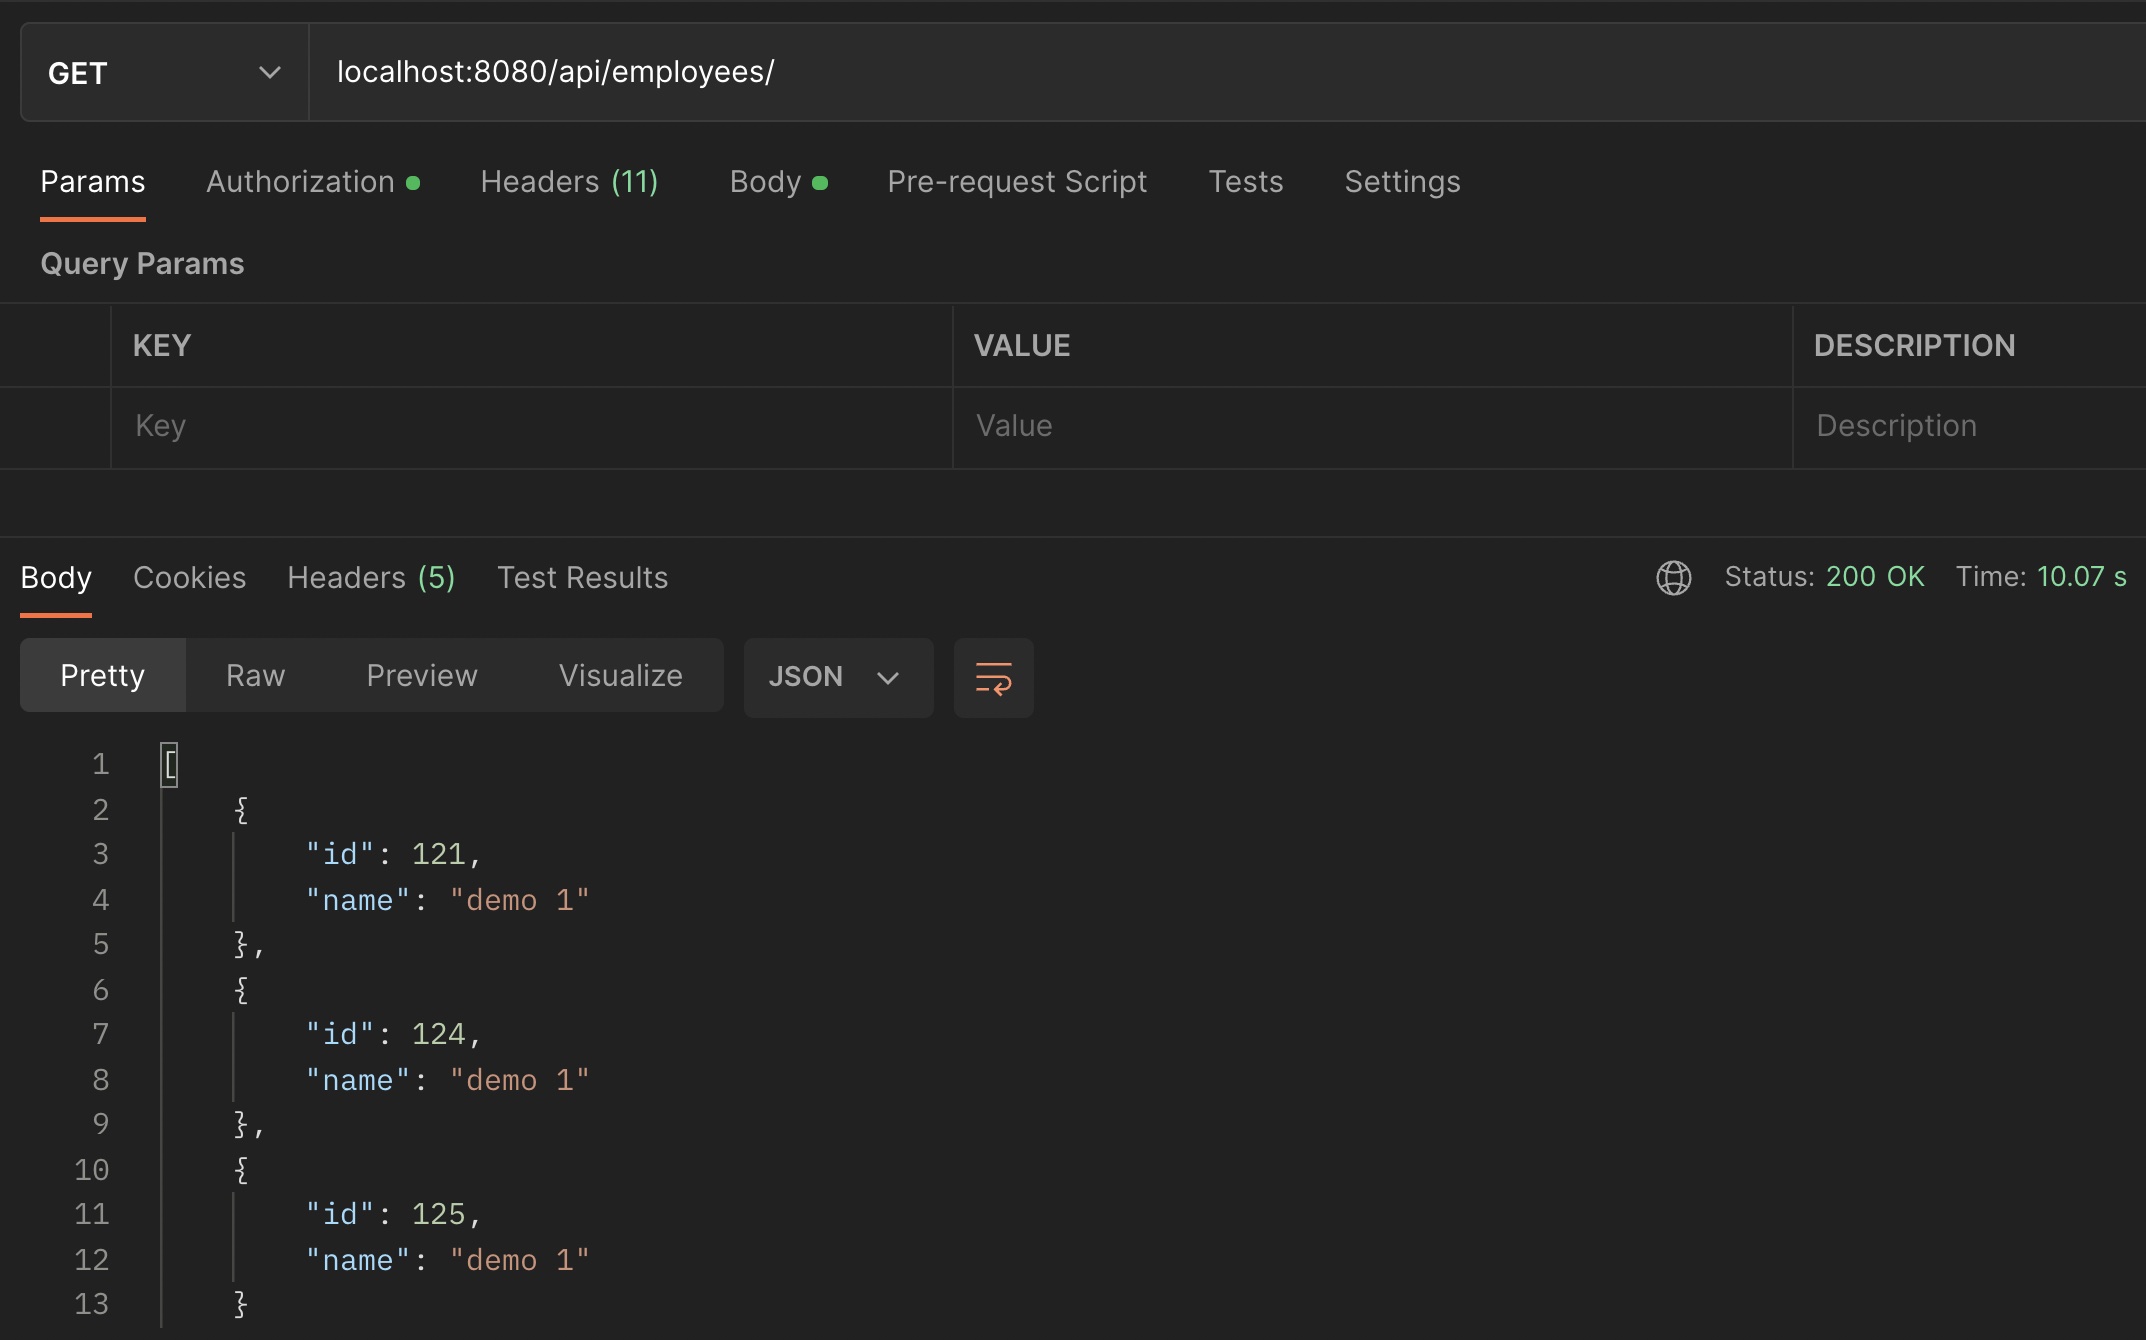 GET localhost:8080/api/employees/
Params Authorization Headers (11) Body Pre-request Script Tests Settings
Query Params
KEY VALUE DESCRIPTION
Key Value Description
Body Cookies Headers (5) Test Results Status: 200 OK Time: 10.07 s
Pretty Raw Preview Visualize JSON
1 [
2 {
3 "id": 121,
4 "name": "demo 1"
5 },
6 {
7 "id": 124,
8 "name": "demo 1"
9 },
10 {
11 "id": 125,
12 "name": "demo 1"
13 }